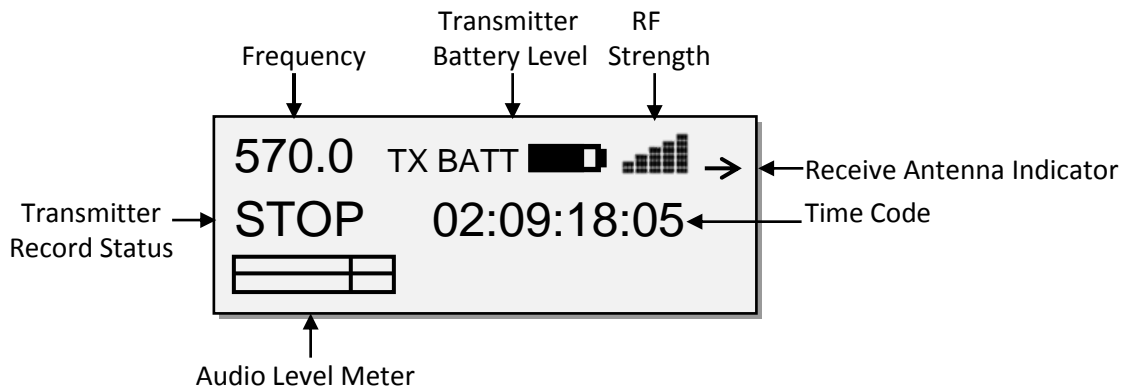 Transmitter
Battery Level
RF
Strength
Frequency
570.0 TX BATT
Receive Antenna Indicator
Transmitter
Record Status
STOP 02:09:18:05
Time Code
Audio Level Meter